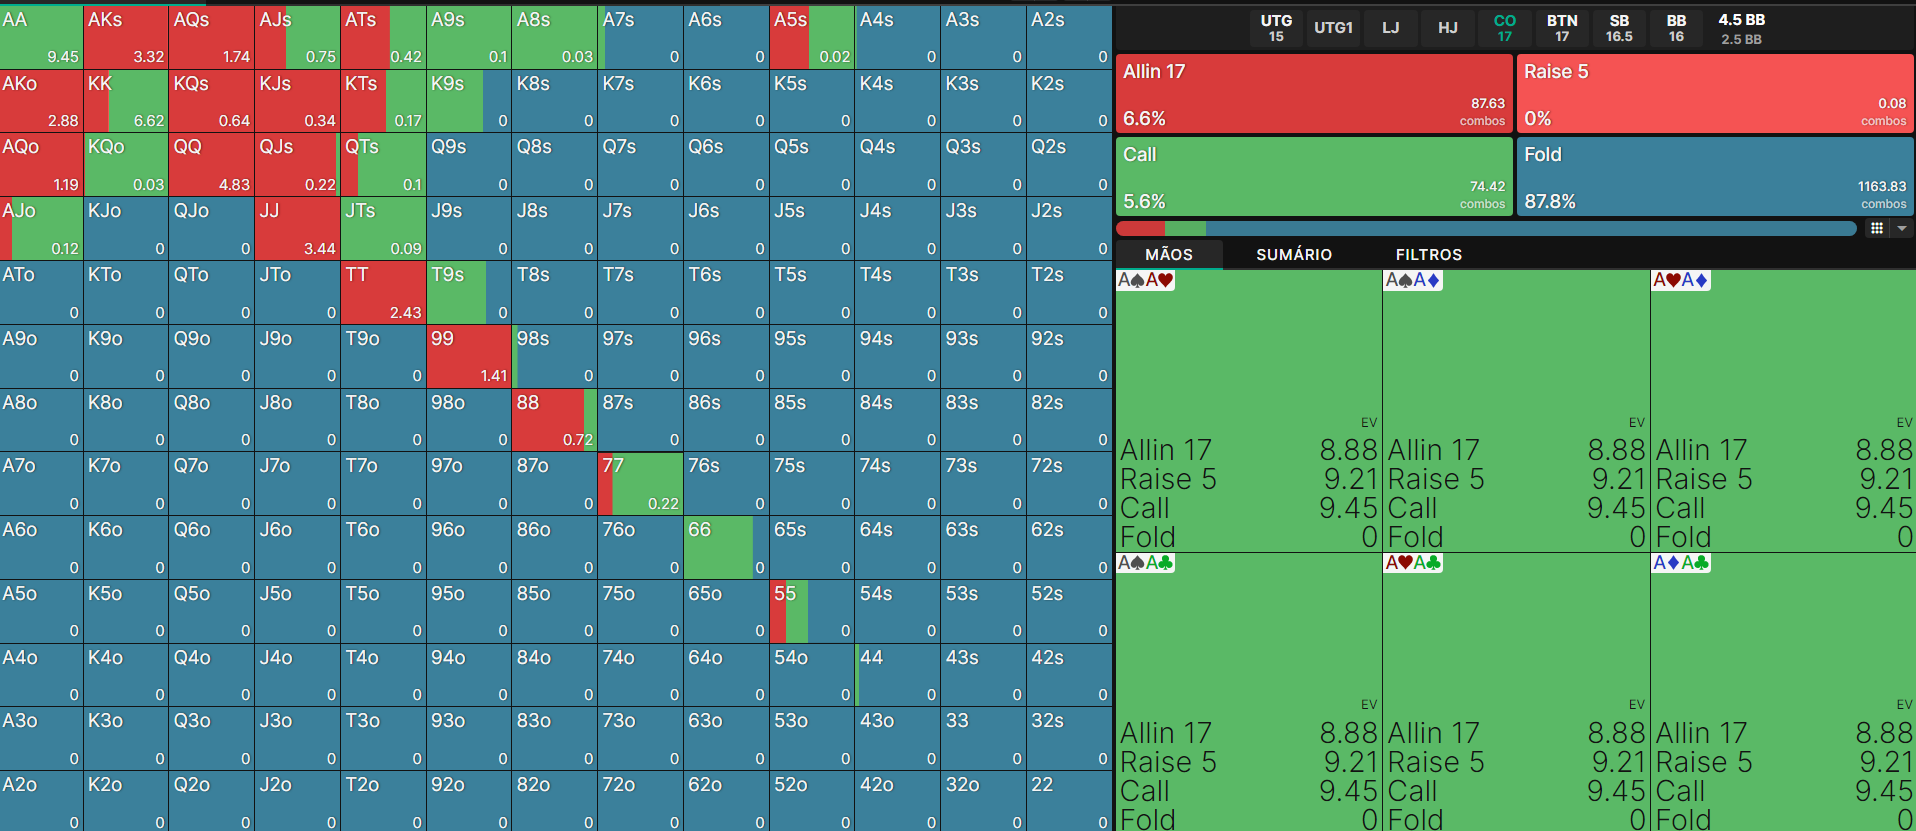 AA AKs AQs AJs ATs A9s A8s A7s A6s A5s A4s A3s A2s
9.45 3.32 1.74 0.75 0.42 0.1 0.03 0 0 0.02 0 0 0
AKo KK KQs KJs KTs K9s K8s K7s K6s K5s K4s K3s K2s
2.88 6.62 0.64 0.34 0.17 0 0 0 0 0 0 0 0
AQo KQo QQ QJs QTs Q9s Q8s Q7s Q6s Q5s Q4s Q3s Q2s
1.19 0.03 4.83 0.22 0.1 0 0 0 0 0 0 0 0
AJo KJo QJo JJ JTs J9s J8s J7s J6s J5s J4s J3s J2s
0.12 0 0 3.44 0.09 0 0 0 0 0 0 0 0
ATo KTo QTo JTo TT T9s T8s T7s T6s T5s T4s T3s T2s
0 0 0 0 2.43 0 0 0 0 0 0 0 0
A9o K9o Q9o J9o T9o 99 98s 97s 96s 95s 94s 93s 92s
0 0 0 0 0 1.41 0 0 0 0 0 0 0
A8o K8o Q8o J8o T8o 98o 88 87s 86s 85s 84s 83s 82s
0 0 0 0 0 0 0.72 0 0 0 0 0 0
A7o K7o Q7o J7o T7o 97o 87o 77 76s 75s 74s 73s 72s
0 0 0 0 0 0 0 0.22 0 0 0 0 0
A6o K6o Q6o J6o T6o 96o 86o 76o 66 65s 64s 63s 62s
0 0 0 0 0 0 0 0 0 0 0 0 0
A5o K5o Q5o J5o T5o 95o 85o 75o 65o 55 54s 53s 52s
0 0 0 0 0 0 0 0 0 0 0 0 0
A4o K4o Q4o J4o T4o 94o 84o 74o 64o 54o 44 43s 42s
0 0 0 0 0 0 0 0 0 0 0 0 0
A3o K3o Q3o J3o T3o 93o 83o 73o 63o 53o 43o 33 32s
0 0 0 0 0 0 0 0 0 0 0 0 0
A2o K2o Q2o J2o T2o 92o 82o 72o 62o 52o 42o 32o 22
0 0 0 0 0 0 0 0 0 0 0 0 0
UTG UTG1 LJ HJ CO BTN SB BB 4.5 BB
15 17 17 16.5 16 2.5 BB
Allin 17 Raise 5
87.63 0.08
6.6% combos 0% combos
Call Fold
74.42 1163.83
5.6% combos 87.8% combos
MÃOS SUMÁRIO FILTROS
A♠A♥ A♠A♦ A♥A♦
EV EV EV
Allin 17 8.88 Allin 17 8.88 Allin 17 8.88
Raise 5 9.21 Raise 5 9.21 Raise 5 9.21
Call 9.45 Call 9.45 Call 9.45
Fold 0 Fold 0 Fold 0
A♠A♣ A♥A♣ A♦A♣
EV EV EV
Allin 17 8.88 Allin 17 8.88 Allin 17 8.88
Raise 5 9.21 Raise 5 9.21 Raise 5 9.21
Call 9.45 Call 9.45 Call 9.45
Fold 0 Fold 0 Fold 0